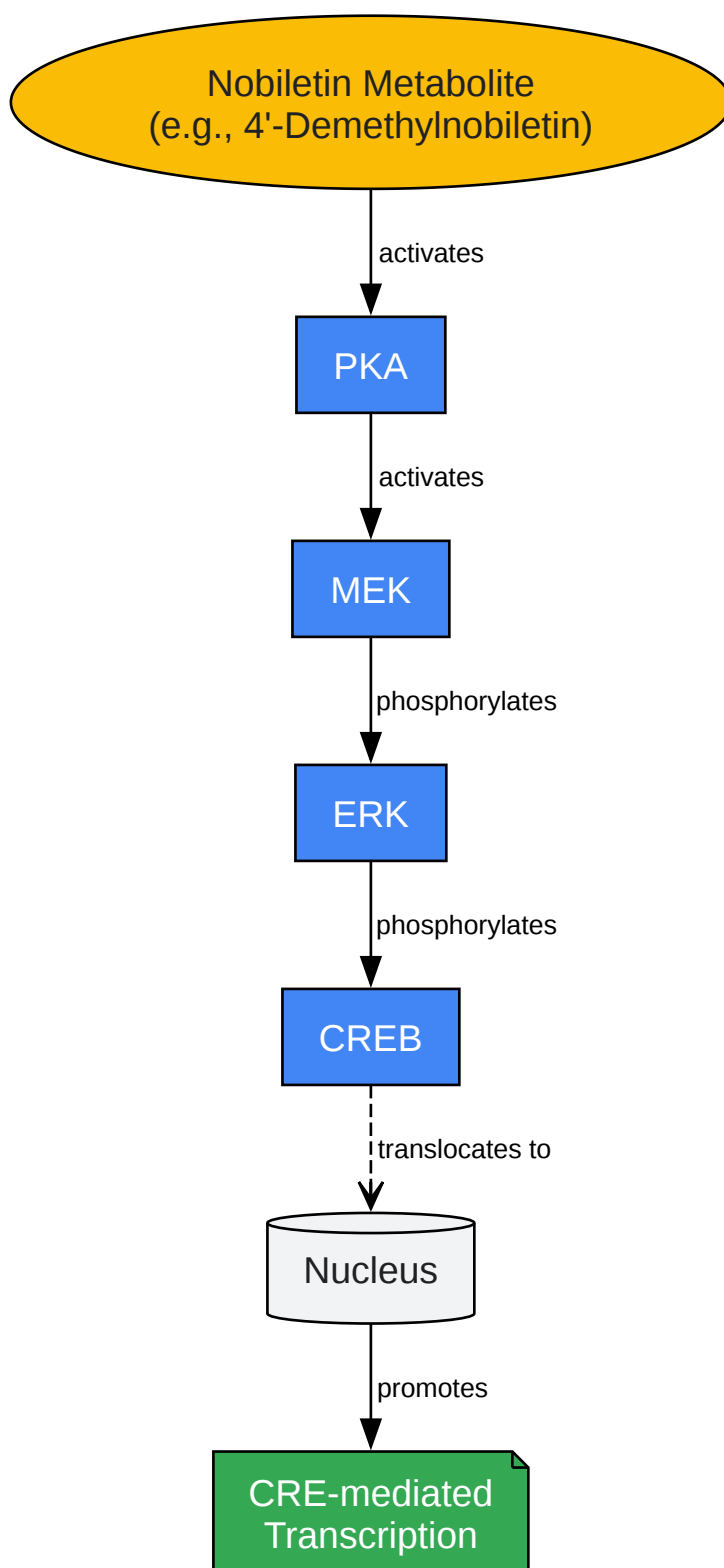 Nobiletin Metabolite
(e.g., 4'-Demethylnobiletin)
activates
PKA
activates
MEK
phosphorylates
ERK
phosphorylates
CREB
translocates to
Nucleus
promotes
CRE-mediated
Transcription